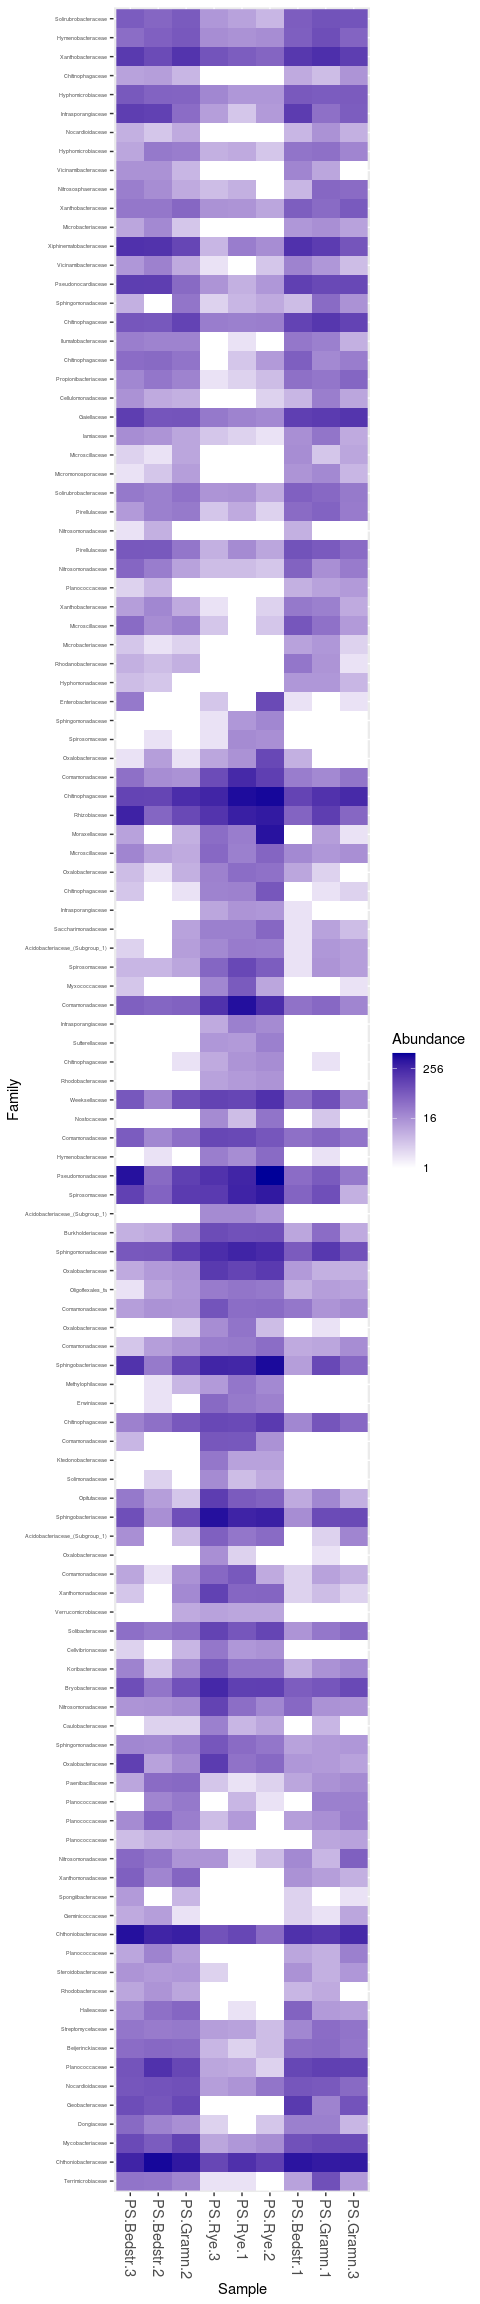 Solirubrobacteraceae
Hymenobacteraceae
Xanthobacteraceae
Chitinophagaceae
Hyphomicrobiaceae
Intrasporangiaceae
Nocardioidaceae
Hyphomicrobiaceae
Vicinamibacteraceae
Nitrososphaeraceae
Xanthobacteraceae
Microbacteriaceae
Xiphinematobacteraceae
Vicinamibacteraceae
Pseudonocardiaceae
Sphingomonadaceae
Chitinophagaceae
Ilumatobacteraceae
Chitinophagaceae
Propionibacteriaceae
Cellulomonadaceae
Gaiellaceae
Iamiaceae
Microscillaceae
Micromonosporaceae
Solirubrobacteraceae
Pirellulaceae
Nitrosomonadaceae
Pirellulaceae
Nitrosomonadaceae
Planococcaceae
Xanthobacteraceae
Microscillaceae
Microbacteriaceae
Rhodanobacteraceae
Hyphomonadaceae
Enterobacteriaceae
Sphingomonadaceae
Spirosomaceae
Oxalobacteraceae
Comamonadaceae
Chitinophagaceae
Rhizobiaceae
Moraxellaceae
Microscillaceae
Oxalobacteraceae
Chitinophagaceae
Intrasporangiaceae
Saccharimonadaceae
Acidobacteriaceae_(Subgroup_1)
Spirosomaceae
Myxococcaceae
Comamonadaceae
Intrasporangiaceae
Sutterellaceae
Chitinophagaceae
Rhodobacteraceae
Weeksellaceae
Nostocaceae
Comamonadaceae
Hymenobacteraceae
Pseudomonadaceae
Spirosomaceae
Acidobacteriaceae_(Subgroup_1)
Burkholderiaceae
Sphingomonadaceae
Oxalobacteraceae
Oligoflexales_fa
Comamonadaceae
Oxalobacteraceae
Comamonadaceae
Sphingobacteriaceae
Methylophilaceae
Erwiniaceae
Chitinophagaceae
Comamonadaceae
Ktedonobacteraceae
Solimonadaceae
Opitutaceae
Sphingobacteriaceae
Acidobacteriaceae_(Subgroup_1)
Oxalobacteraceae
Comamonadaceae
Xanthomonadaceae
Verrucomicrobiaceae
Solibacteraceae
Cellvibrionaceae
Koribacteraceae
Bryobacteraceae
Nitrosomonadaceae
Caulobacteraceae
Sphingomonadaceae
Oxalobacteraceae
Paenibacillaceae
Planococcaceae
Planococcaceae
Planococcaceae
Nitrosomonadaceae
Xanthomonadaceae
Spongiibacteraceae
Geminicoccaceae
Chthoniobacteraceae
Planococcaceae
Steroidobacteraceae
Rhodobacteraceae
Halieaceae
Streptomycetaceae
Beijerinckiaceae
Planococcaceae
Nocardioidaceae
Geobacteraceae
Dongiaceae
Mycobacteriaceae
Chthoniobacteraceae
Terrimicrobiaceae
Family
PS.Bedstr.3
PS.Bedstr.2
PS.Gramn.2
PS.Rye.3
PS.Rye.1
PS.Rye.2
PS.Bedstr.1
PS.Gramn.1
PS.Gramn.3
Sample
Abundance
256
16
1